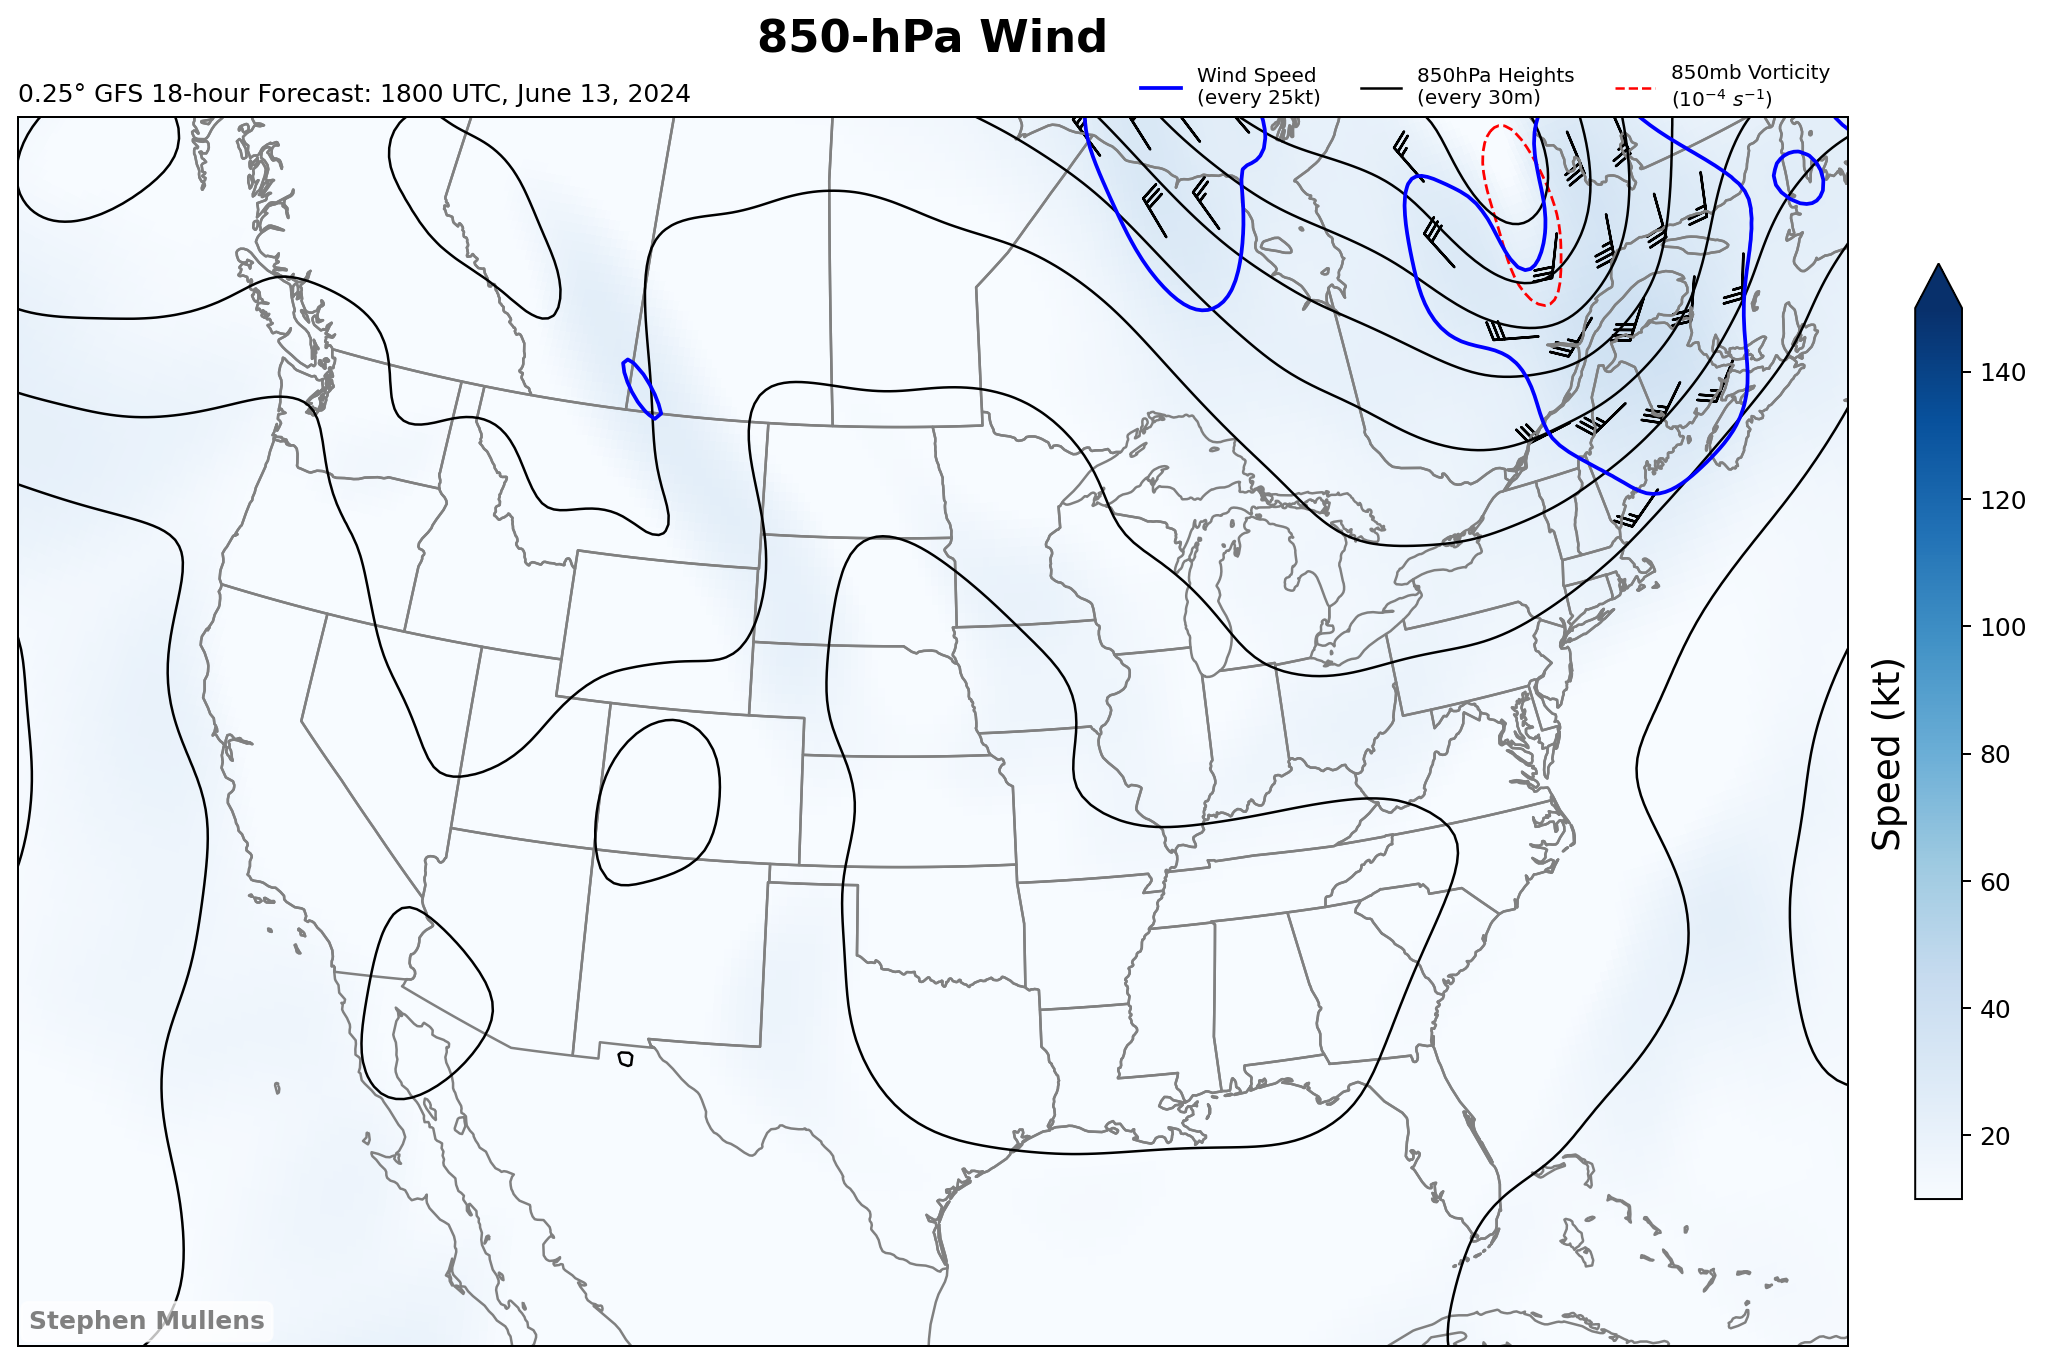 850-hPa Wind
0.25° GFS 18-hour Forecast: 1800 UTC, June 13, 2024
Wind Speed
(every 25kt)
850hPa Heights
(every 30m)
850mb Vorticity
(10⁻⁴ s⁻¹)
140
120
100
80
60
40
20
Speed (kt)
Stephen Mullens